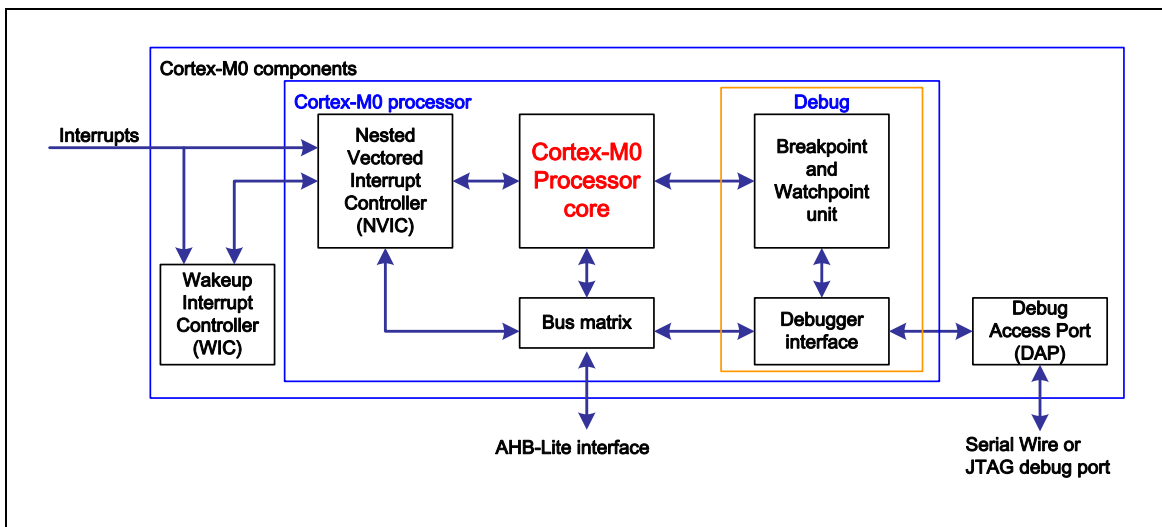 Cortex-M0 components
Cortex-M0 processor
Debug
Interrupts
Nested
Vectored
Interrupt
Controller
(NVIC)
Cortex-M0
Processor
core
Breakpoint
and
Watchpoint
unit
Wakeup
Interrupt
Controller
(WIC)
Bus matrix
Debugger
interface
Debug
Access Port
(DAP)
AHB-Lite interface
Serial Wire or
JTAG debug port